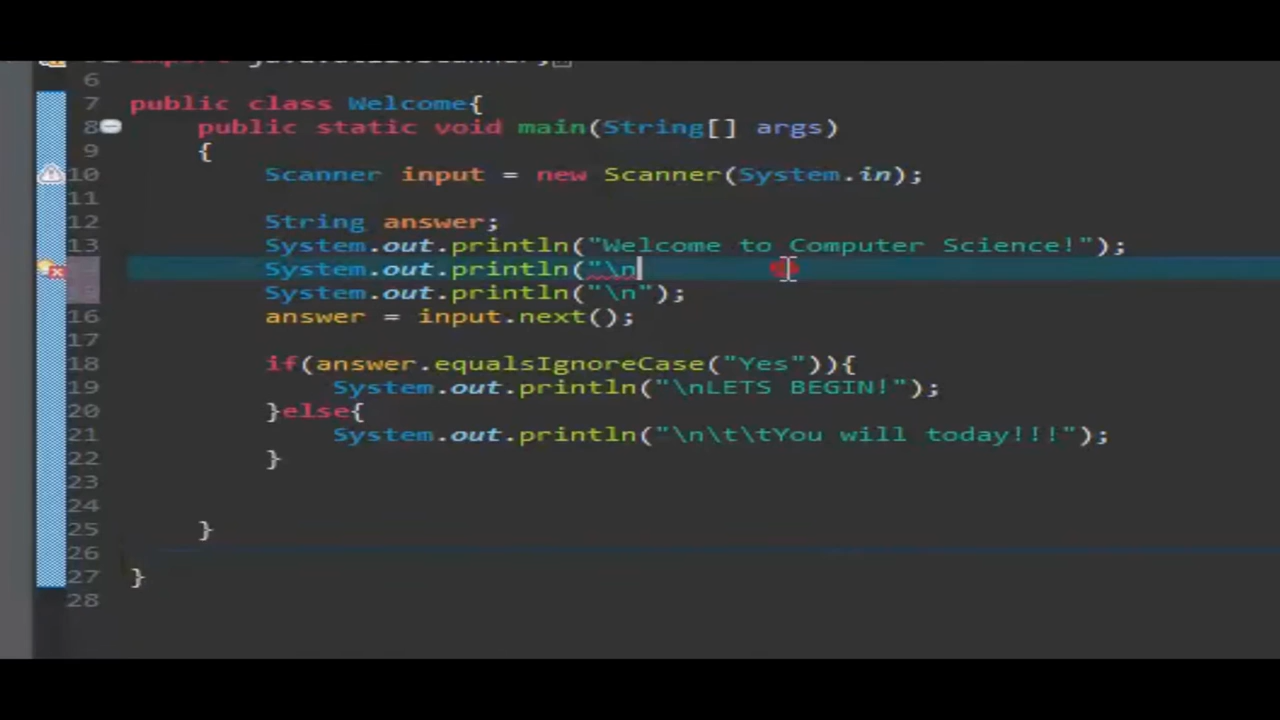 6
7 public class Welcome{
8 public static void main(String[] args)
9 {
10 Scanner input = new Scanner(System.in);
11
12 String answer;
13 System.out.println("Welcome to Computer Science!");
System.out.println("\n
System.out.println("\n");
16 answer = input.next();
17
18 if(answer.equalsIgnoreCase("Yes")){
19 System.out.println("\nLETS BEGIN!");
20 }else{
21 System.out.println("\n\t\tYou will today!!!");
22 }
23
24
25 }
26
27 }
28